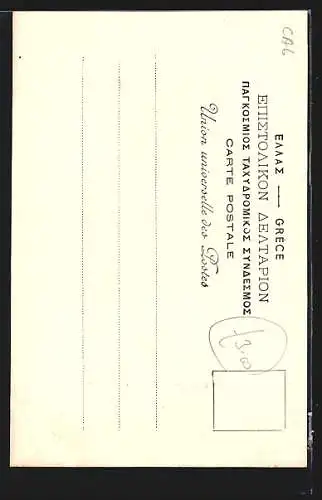 ΕΛΛΑΣ — GRÈCE
ΕΠΙΣΤΟΛΙΚΟΝ ΔΕΛΤΑΡΙΟΝ
ΠΑΓΚΟΣΜΙΟΣ ΤΑΧΥΔΡΟΜΙΚΟΣ ΣΥΝΔΕΣΜΟΣ
CARTE POSTALE
Union universelle des Postes